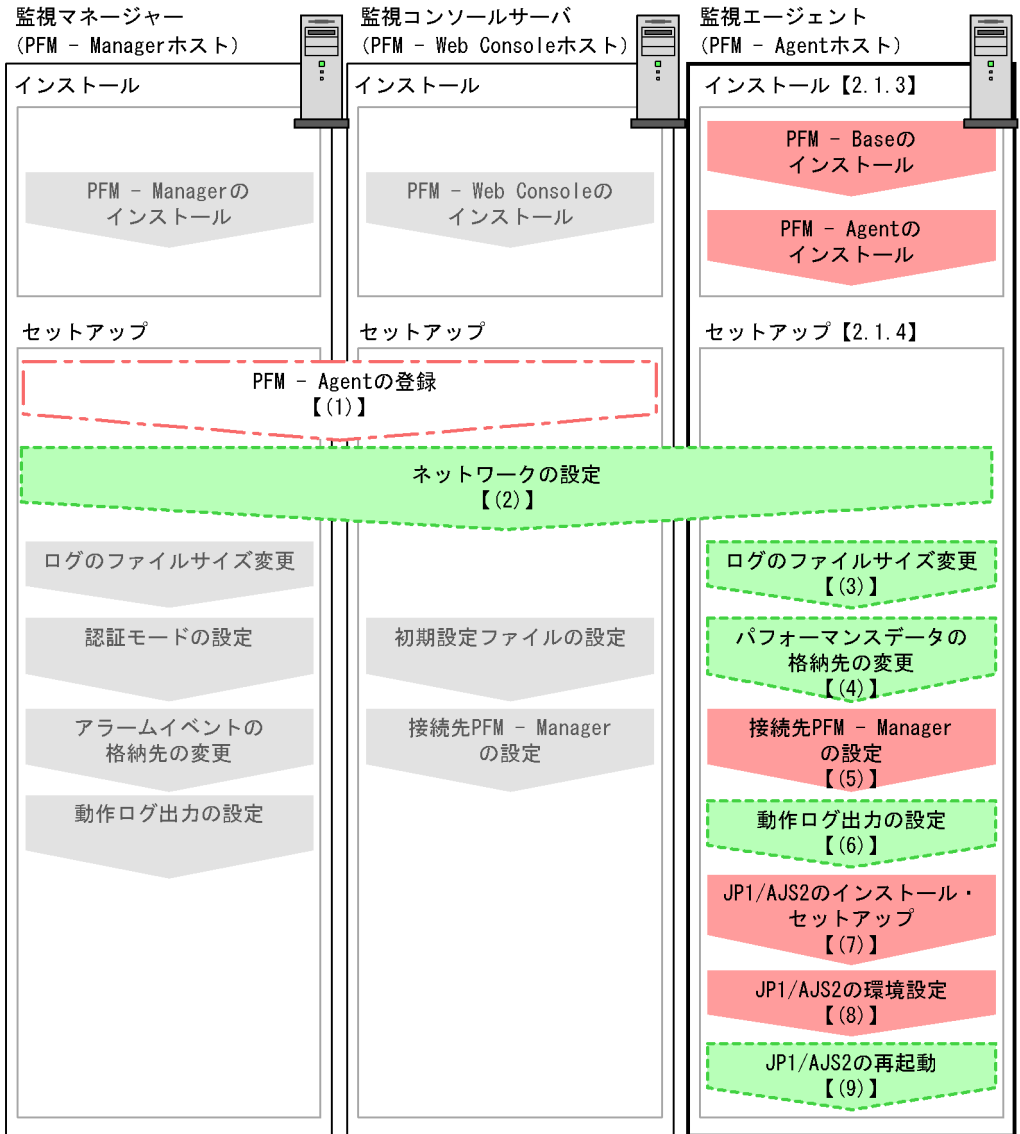 監視マネージャー
(PFM - Managerホスト)
インストール
PFM - Managerの
インストール
セットアップ
監視コンソールサーバ
(PFM - Web Consoleホスト)
インストール
PFM - Web Consoleの
インストール
セットアップ
監視エージェント
(PFM - Agentホスト)
インストール【2.1.3】
PFM - Baseの
インストール
PFM - Agentの
インストール
セットアップ【2.1.4】
PFM - Agentの登録
【(1)】
ネットワークの設定
【(2)】
ログのファイルサイズ変更
認証モードの設定
アラームイベントの
格納先の変更
動作ログ出力の設定
初期設定ファイルの設定
接続先PFM - Manager
の設定
ログのファイルサイズ変更
【(3)】
パフォーマンスデータの
格納先の変更
【(4)】
接続先PFM - Manager
の設定
【(5)】
動作ログ出力の設定
【(6)】
JP1/AJS2のインストール・
セットアップ
【(7)】
JP1/AJS2の環境設定
【(8)】
JP1/AJS2の再起動
【(9)】